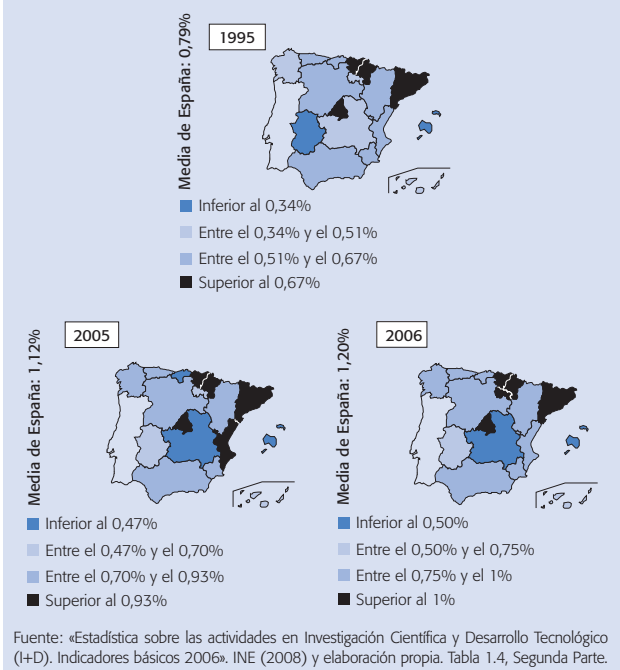 1995
Media de España: 0,79%
Inferior al 0,34%
Entre el 0,34% y el 0,51%
Entre el 0,51% y el 0,67%
Superior al 0,67%
2005
Media de España: 1,12%
Inferior al 0,47%
Entre el 0,47% y el 0,70%
Entre el 0,70% y el 0,93%
Superior al 0,93%
2006
Media de España: 1,20%
Inferior al 0,50%
Entre el 0,50% y el 0,75%
Entre el 0,75% y el 1%
Superior al 1%
Fuente: «Estadística sobre las actividades en Investigación Científica y Desarrollo Tecnológico
(I+D). Indicadores básicos 2006». INE (2008) y elaboración propia. Tabla 1.4, Segunda Parte.